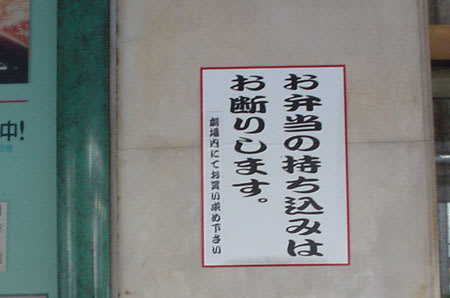 お弁当の持ち込みは
お断りします。
劇場内にてお買い求め下さい
中!